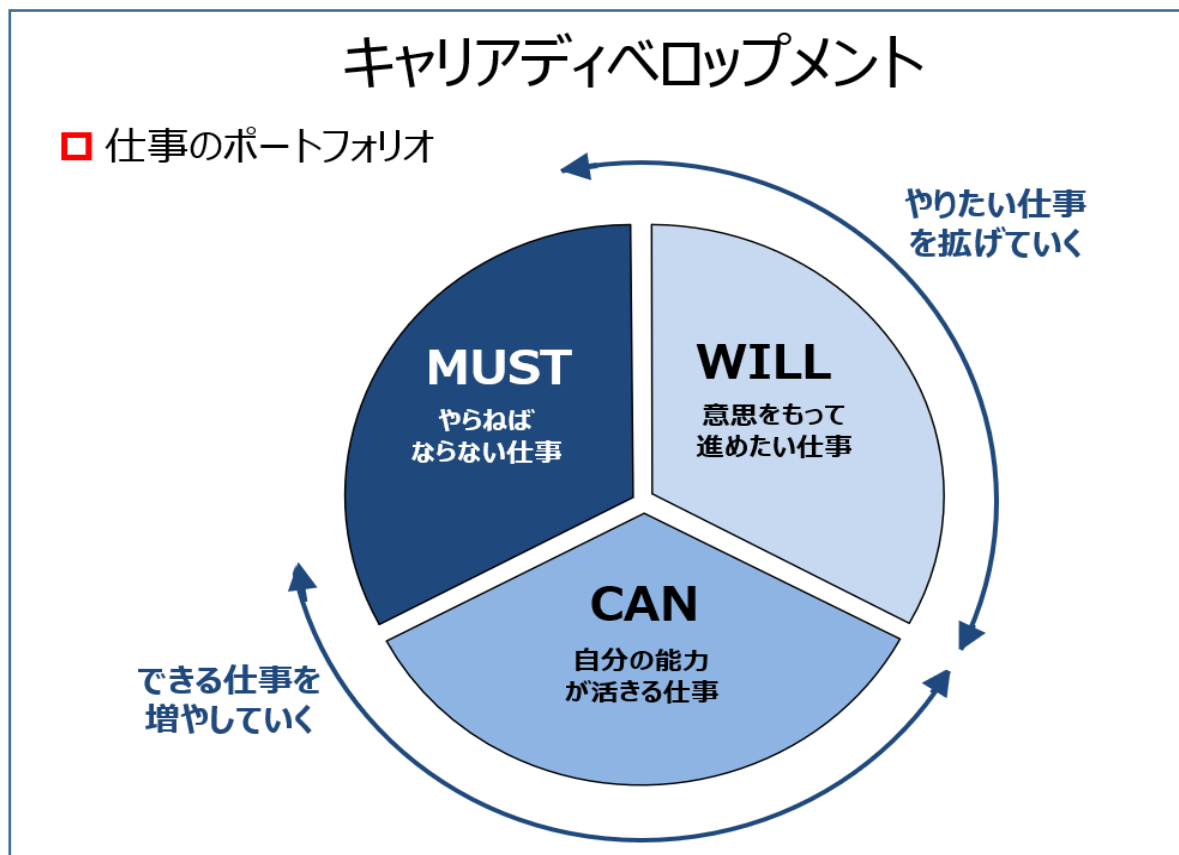 キャリアディベロップメント
仕事のポートフォリオ
やりたい仕事
を拡げていく
MUST
やらねば
ならない仕事
WILL
意思をもって
進めたい仕事
CAN
自分の能力
が活きる仕事
できる仕事を
増やしていく